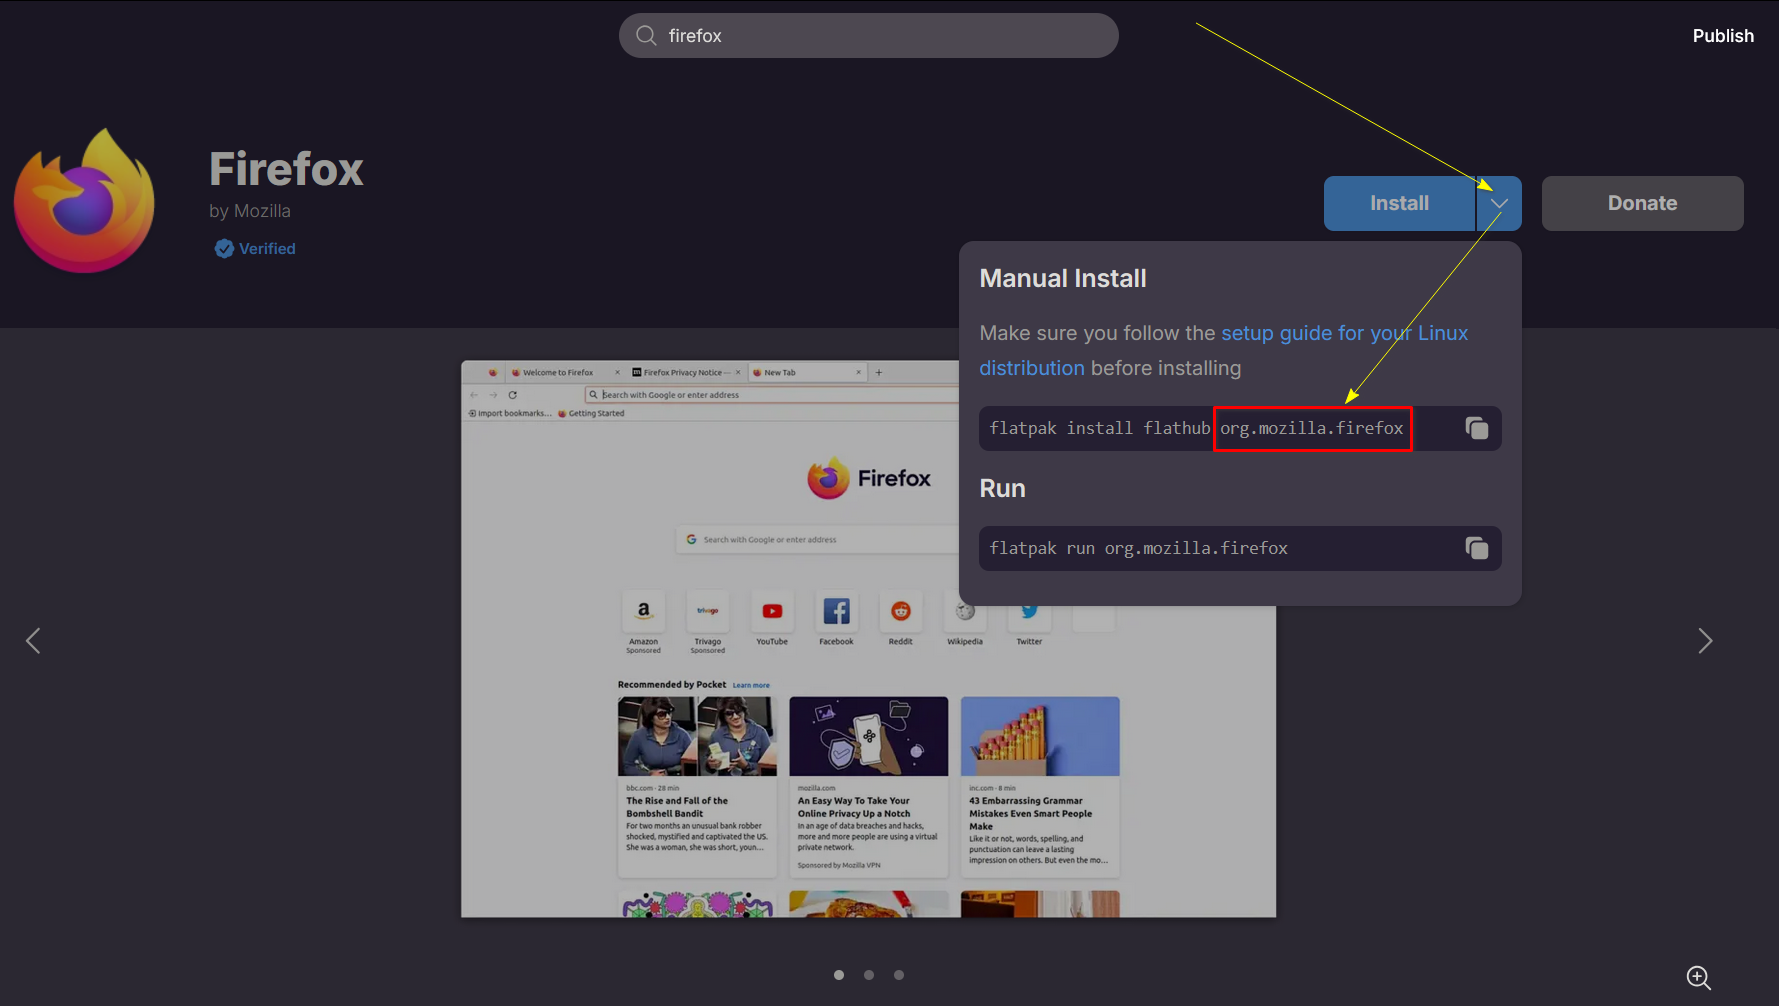 firefox
Publish
Firefox
by Mozilla
Verified
Install
Donate
Manual Install
Make sure you follow the setup guide for your Linux
distribution before installing
flatpak install flathub org.mozilla.firefox
Run
flatpak run org.mozilla.firefox
Welcome to Firefox
Firefox Privacy Notice —
New Tab
Search with Google or enter address
Import bookmarks...
Getting Started
Firefox
Search with Google or enter address
a
trivago
Amazon
Sponsored
Trivago
Sponsored
YouTube
Facebook
Reddit
Wikipedia
Twitter
Recommended by Pocket Learn more
bbc.com · 28 min
The Rise and Fall of the
Bombshell Bandit
For two months an unusual bank robber
shocked, mystified and captivated the US.
She was a woman, she was short, youn...
mozilla.com
An Easy Way To Take Your
Online Privacy Up a Notch
In an age of data breaches and hacks,
more and more people are using a virtual
private network.
Sponsored by Mozilla VPN
inc.com · 8 min
43 Embarrassing Grammar
Mistakes Even Smart People
Make
Like it or not, words, spelling, and
punctuation can leave a lasting
impression on others. But even the mo...